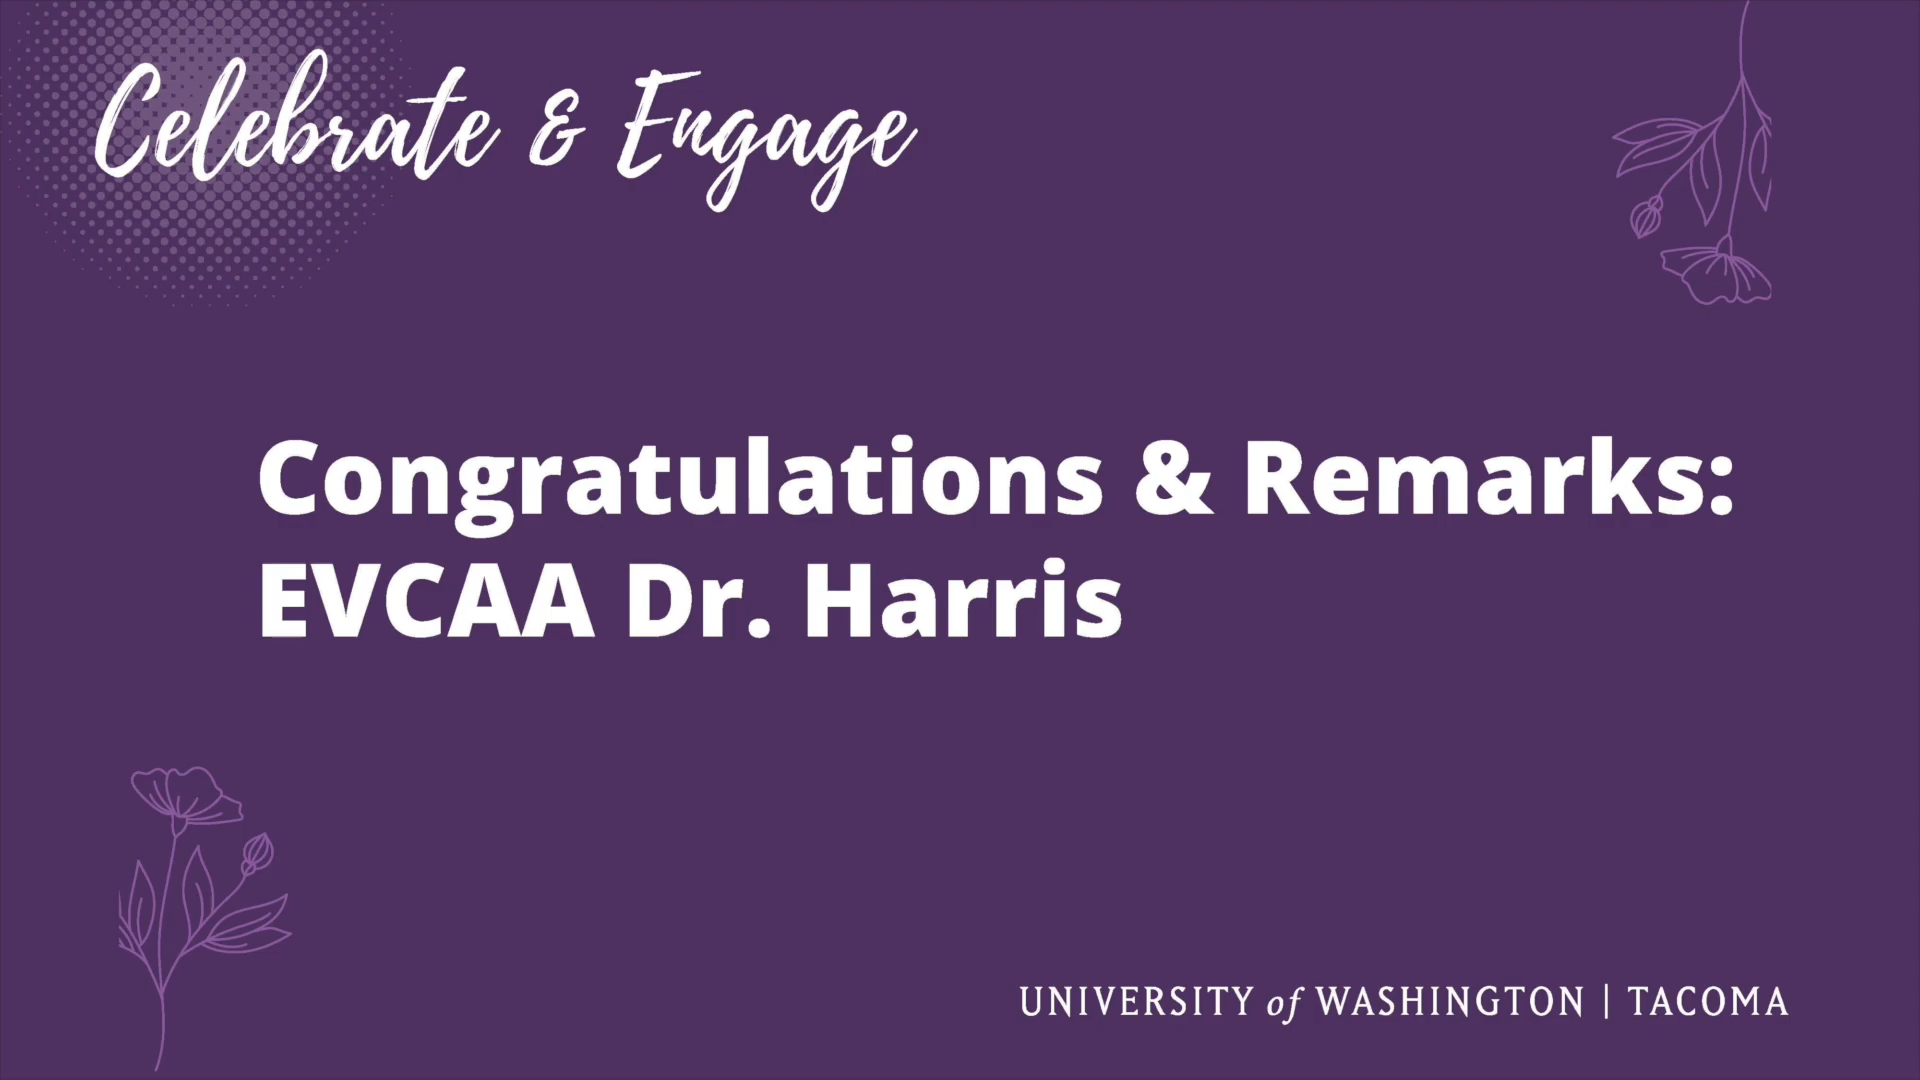 Celebrate & Engage
Congratulations & Remarks:
EVCAA Dr. Harris
UNIVERSITY of WASHINGTON | TACOMA